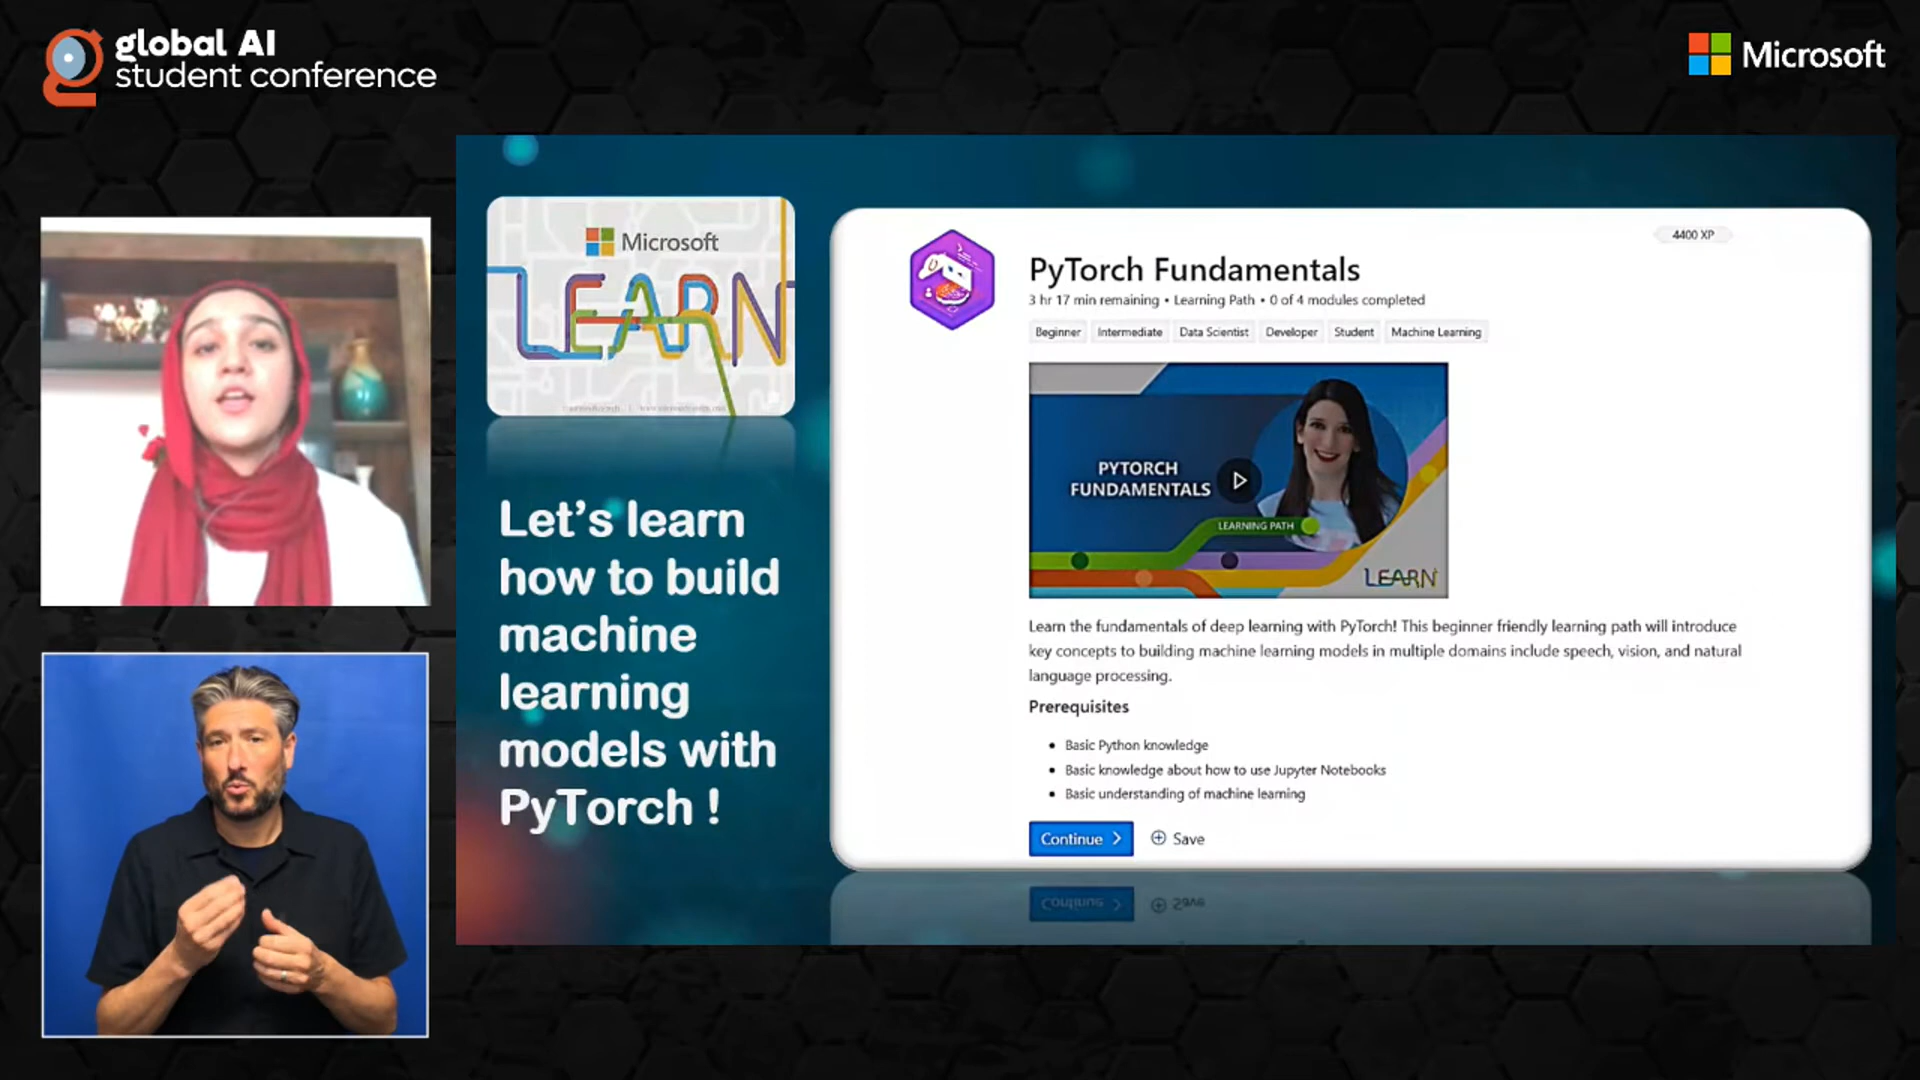 global AI
student conference
Microsoft
Microsoft
LEARN
Let's learn
how to build
machine
learning
models with
PyTorch !
4400 XP
PyTorch Fundamentals
3 hr 17 min remaining • Learning Path • 0 of 4 modules completed
Beginner Intermediate Data Scientist Developer Student Machine Learning
PYTORCH
FUNDAMENTALS
LEARNING PATH
LEARN
Learn the fundamentals of deep learning with PyTorch! This beginner friendly learning path will introduce
key concepts to building machine learning models in multiple domains include speech, vision, and natural
language processing.
Prerequisites
• Basic Python knowledge
• Basic knowledge about how to use Jupyter Notebooks
• Basic understanding of machine learning
Continue
Save